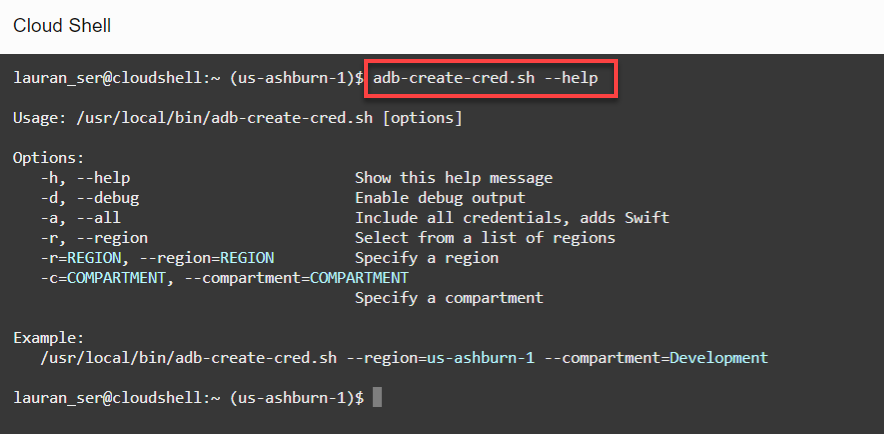 Cloud Shell
lauran_ser@cloudshell:~ (us-ashburn-1)$ adb-create-cred.sh --help
Usage: /usr/local/bin/adb-create-cred.sh [options]
Options:
-h, --help Show this help message
-d, --debug Enable debug output
-a, --all Include all credentials, adds Swift
-r, --region Select from a list of regions
-r=REGION, --region=REGION Specify a region
-c=COMPARTMENT, --compartment=COMPARTMENT
Specify a compartment
Example:
/usr/local/bin/adb-create-cred.sh --region=us-ashburn-1 --compartment=Development
lauran_ser@cloudshell:~ (us-ashburn-1)$